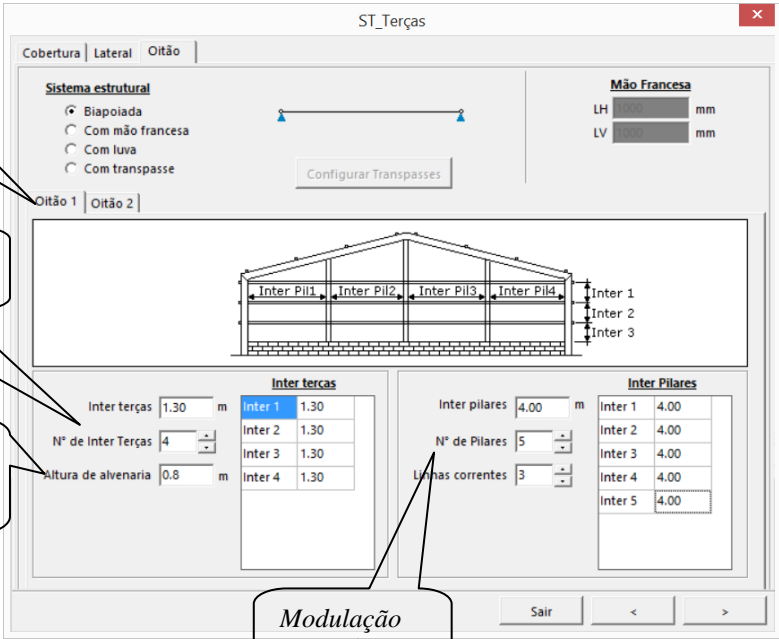 ST_Terças
x
Cobertura Lateral Oitão
Sistema estrutural
Biapoiada
Com mão francesa
Com luva
Com transpasse
Configurar Transpasses
Mão Francesa
LH 1000 mm
LV 1000 mm
Oitão 1 Oitão 2
Inter Pil1 Inter Pil2 Inter Pil3 Inter Pil4
Inter 1
Inter 2
Inter 3
Inter terças 1.30 m
N° de Inter Terças 4
Altura de alvenaria 0.8 m
Inter terças
Inter 1 1.30
Inter 2 1.30
Inter 3 1.30
Inter 4 1.30
Inter pilares 4.00 m
N° de Pilares 5
Linhas correntes 3
Inter Pilares
Inter 1 4.00
Inter 2 4.00
Inter 3 4.00
Inter 4 4.00
Inter 5 4.00
Modulação
Sair < >